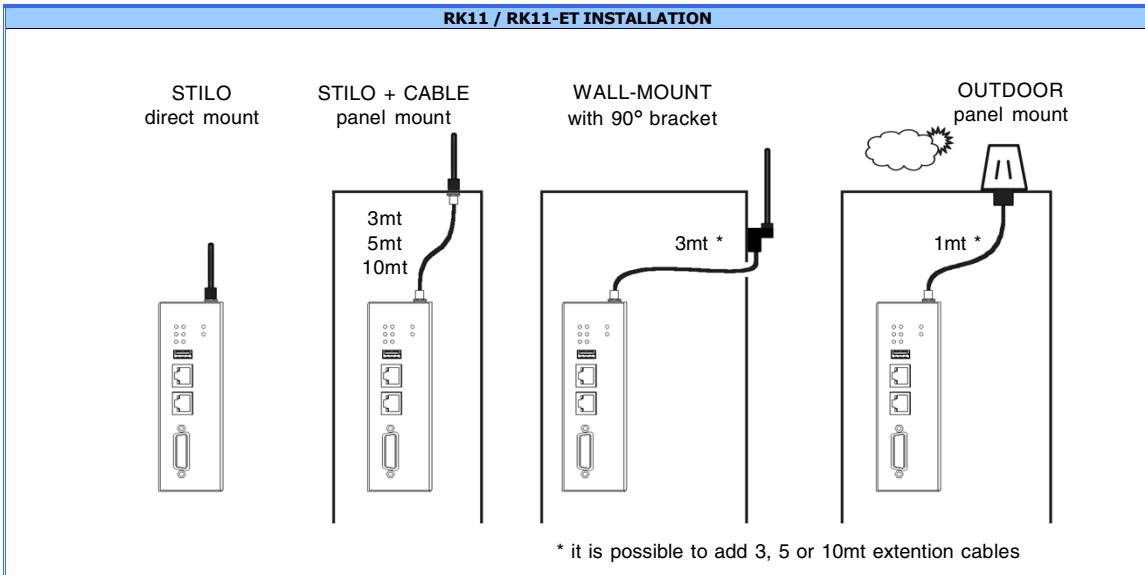 RK11 / RK11-ET INSTALLATION
STILO
direct mount
STILO + CABLE
panel mount
3mt
5mt
10mt
WALL-MOUNT
with 90° bracket
3mt *
OUTDOOR
panel mount
1mt *
* it is possible to add 3, 5 or 10mt extention cables